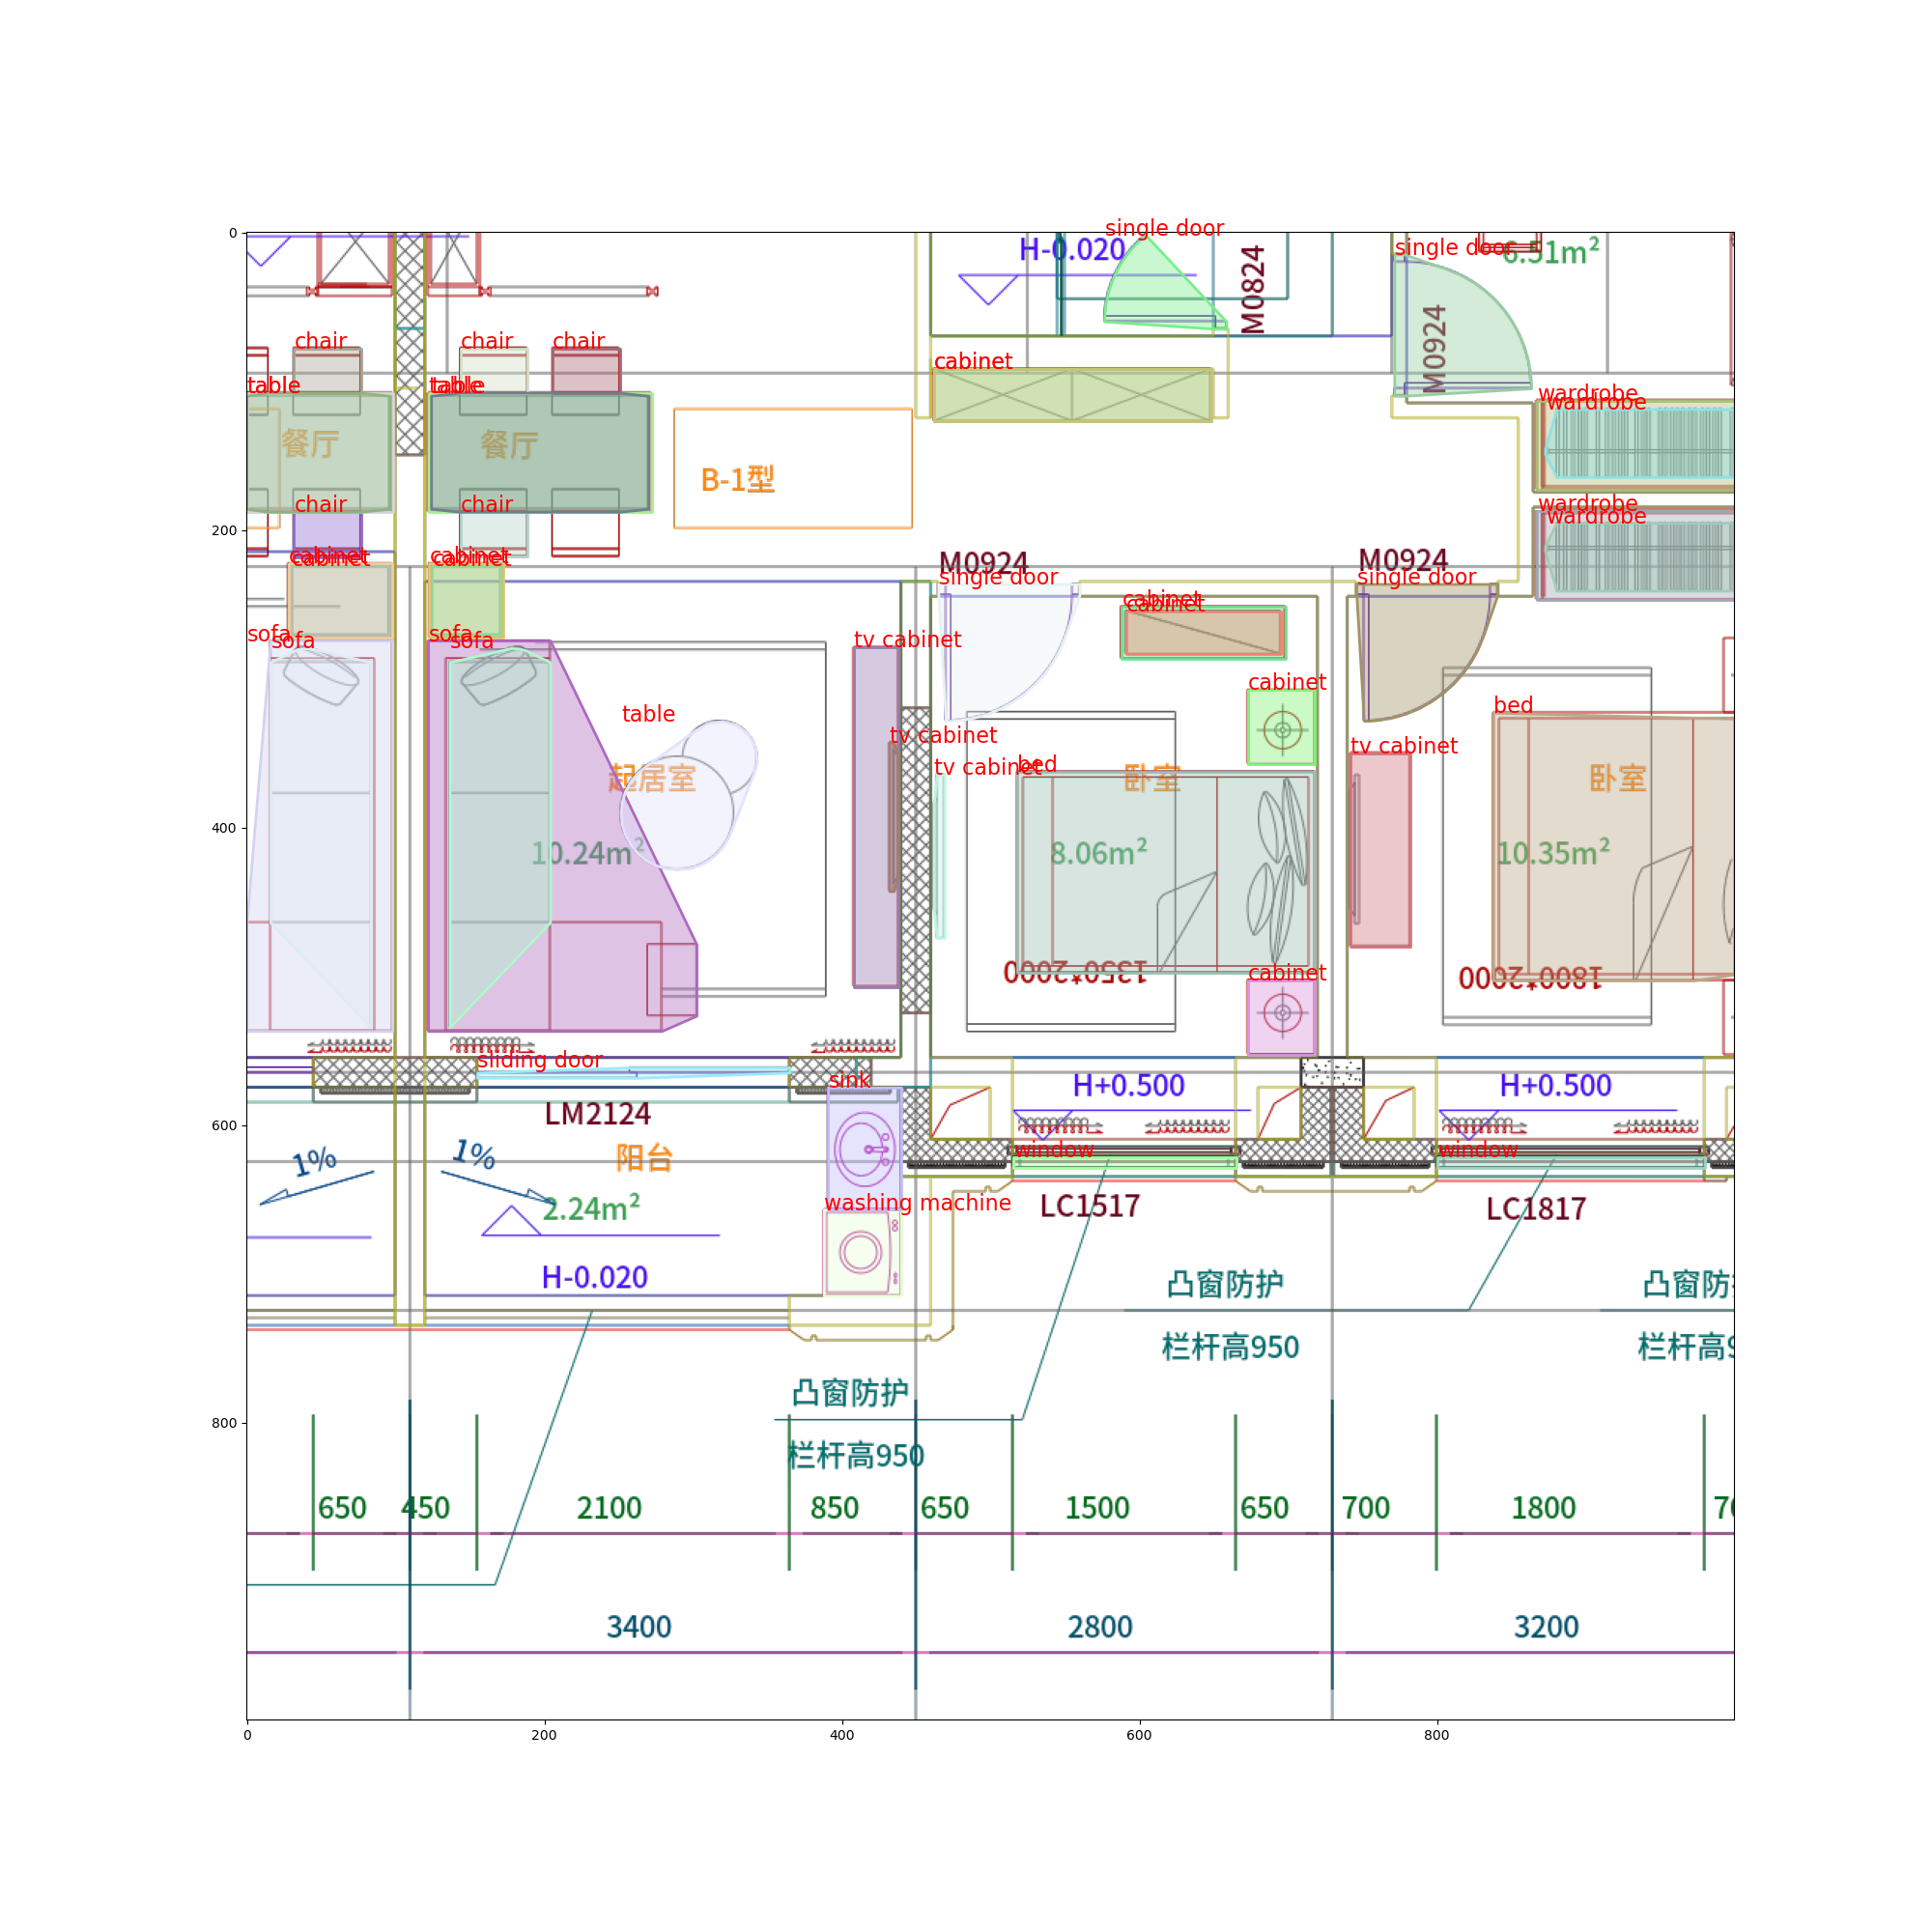 0
200
400
600
800
0
200
400
600
800
single door
single door
H-0.020
M0824
6.51m²
M0924
chair
chair
chair
cabinet
table
table
table
wardrobe
wardrobe
餐厅
餐厅
B-1型
chair
chair
wardrobe
wardrobe
cabinet
cabinet
cabinet
cabinet
M0924
M0924
single door
single door
cabinet
cabinet
sofa
sofa
sofa
sofa
tv cabinet
cabinet
table
bed
tv cabinet
tv cabinet
tv cabinet
bed
起居室
卧室
卧室
10.24m²
8.06m²
10.35m²
cabinet
1350*2000
1800*2000
sliding door
sink
LM2124
H+0.500
H+0.500
1%
1%
阳台
window
window
2.24m²
washing machine
LC1517
LC1817
H-0.020
凸窗防护
栏杆高950
凸窗防
栏杆高
凸窗防护
栏杆高950
650
450
2100
850
650
1500
650
700
1800
3400
2800
3200